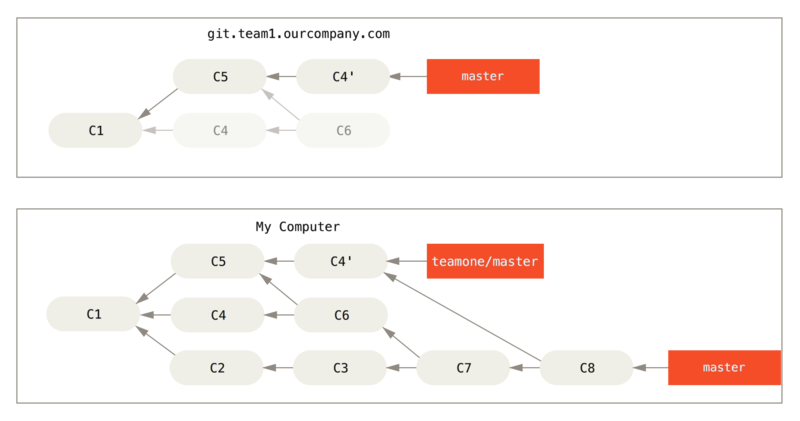 git.team1.ourcompany.com
C5
C4'
master
C1
C4
C6
My Computer
C5
C4'
teamone/master
C1
C4
C6
C2
C3
C7
C8
master